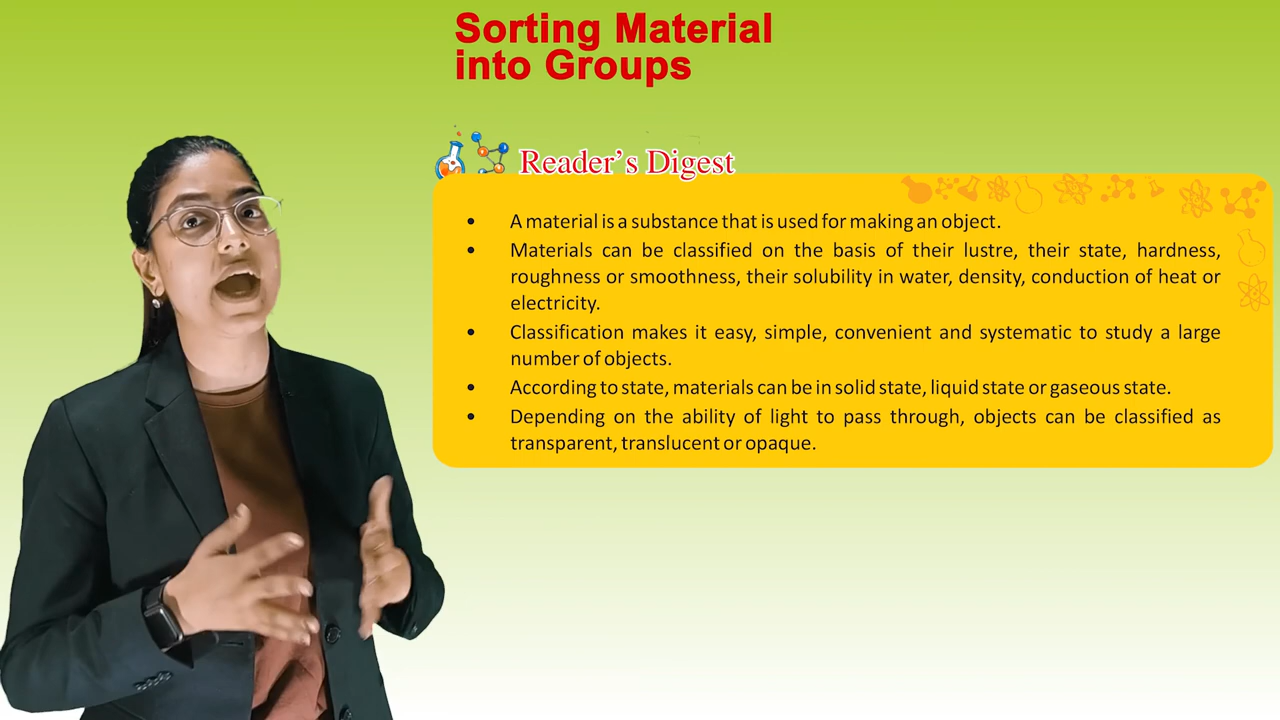 Sorting Material
into Groups
Reader's Digest
• A material is a substance that is used for making an object.
• Materials can be classified on the basis of their lustre, their state, hardness,
roughness or smoothness, their solubility in water, density, conduction of heat or
electricity.
• Classification makes it easy, simple, convenient and systematic to study a large
number of objects.
• According to state, materials can be in solid state, liquid state or gaseous state.
• Depending on the ability of light to pass through, objects can be classified as
transparent, translucent or opaque.